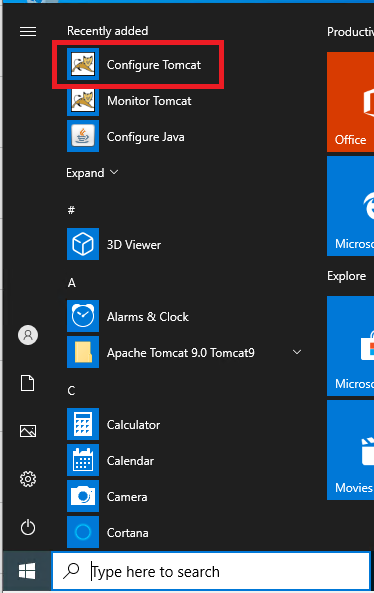 Recently added
Configure Tomcat
Monitor Tomcat
Configure Java
Expand
#
3D Viewer
A
Alarms & Clock
Apache Tomcat 9.0 Tomcat9
C
Calculator
Calendar
Camera
Cortana
Type here to search
Productiv
Office
Microso
Explore
Microso
Movies